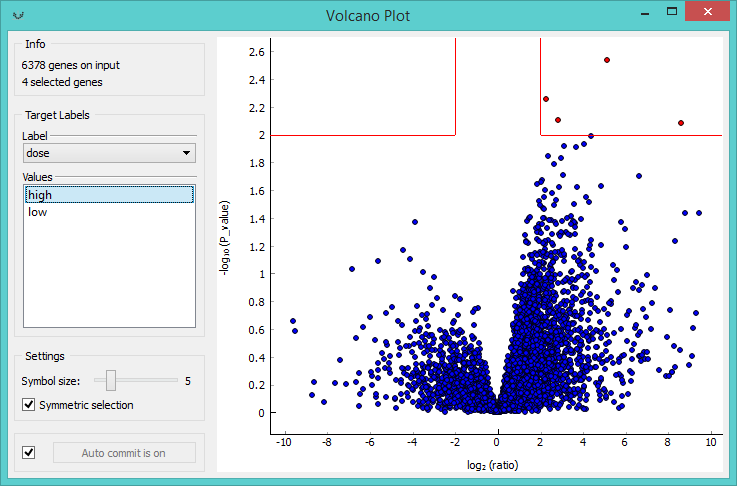 Volcano Plot
Info
6378 genes on input
4 selected genes
Target Labels
Label
dose
Values
high
low
Settings
Symbol size: 5
Symmetric selection
Auto commit is on
2.6
2.4
2.2
2
1.8
1.6
1.4
1.2
1
0.8
0.6
0.4
0.2
0
-log₁₀ (P_value)
-10 -8 -6 -4 -2 0 2 4 6 8 10
log₂ (ratio)